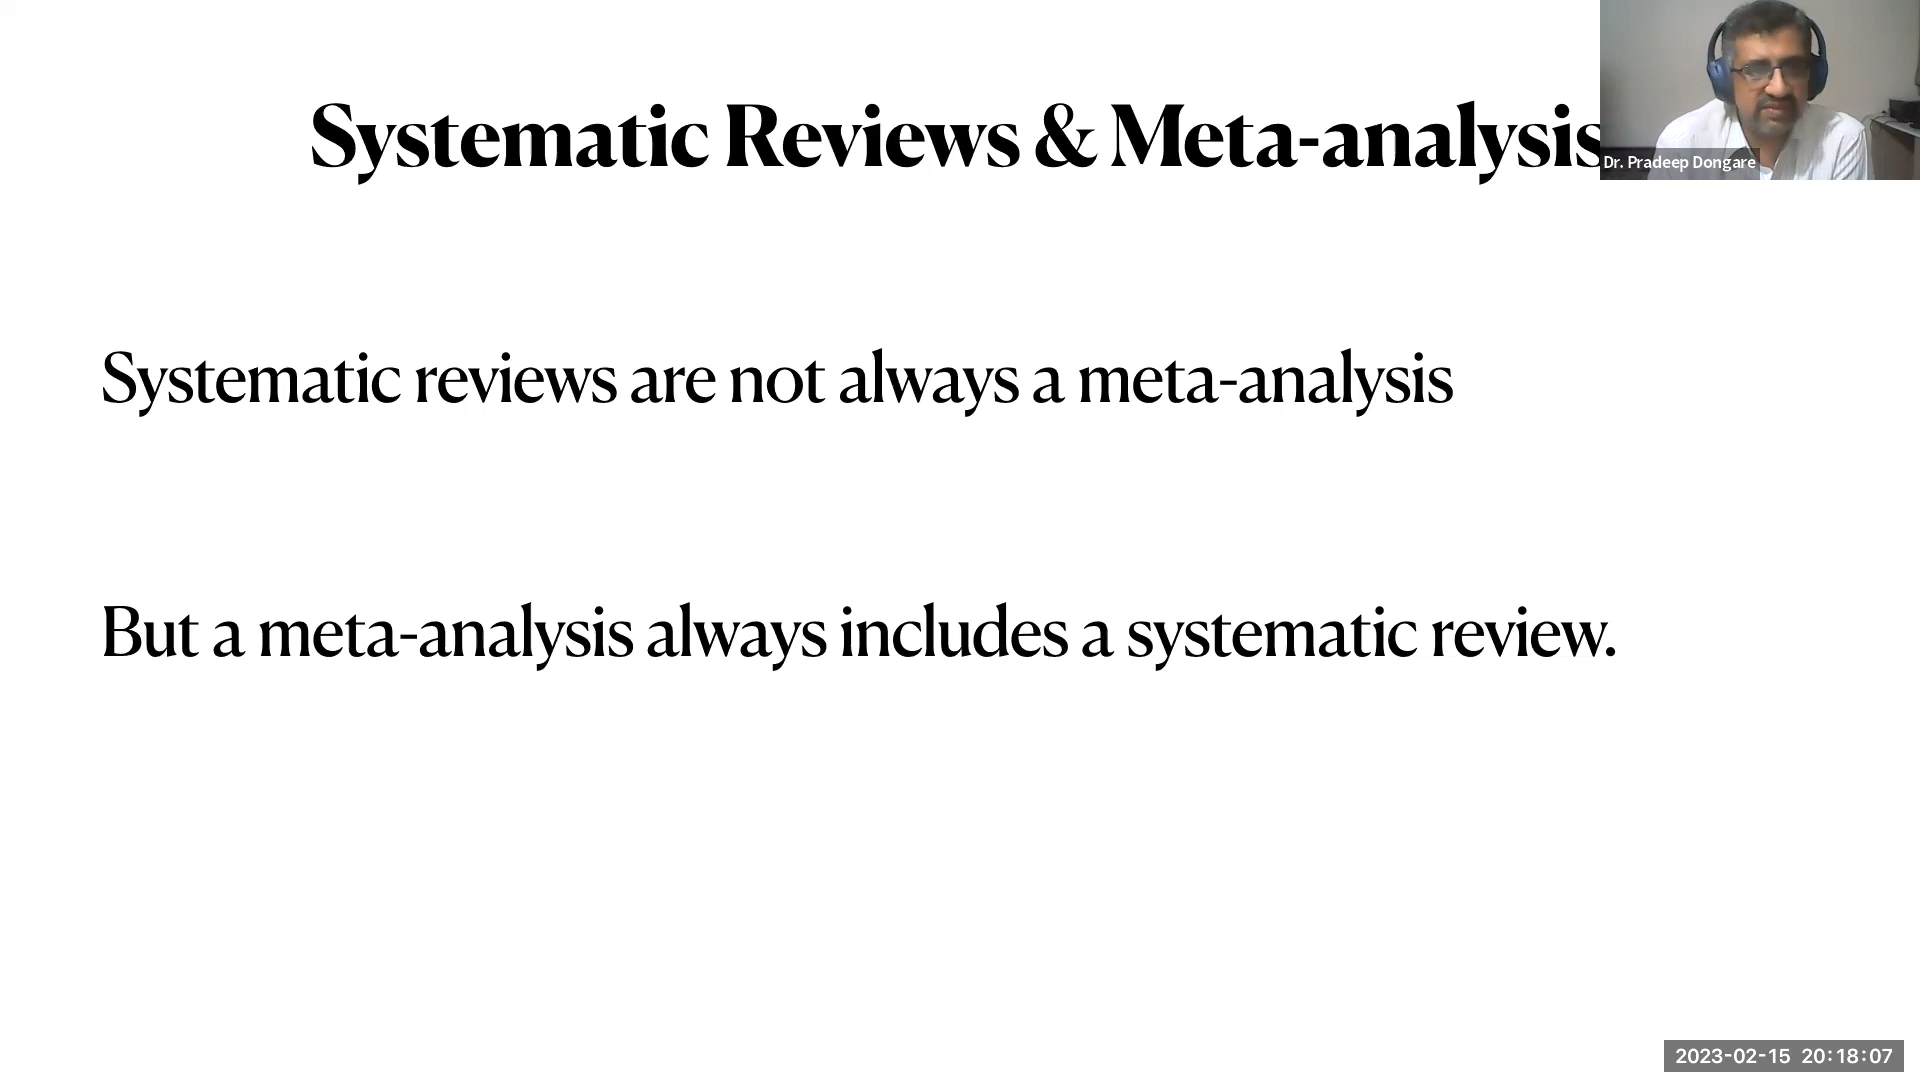 Systematic Reviews & Meta-analysis
Dr. Pradeep Dongare
Systematic reviews are not always a meta-analysis
But a meta-analysis always includes a systematic review.
2023-02-15 20:18:07